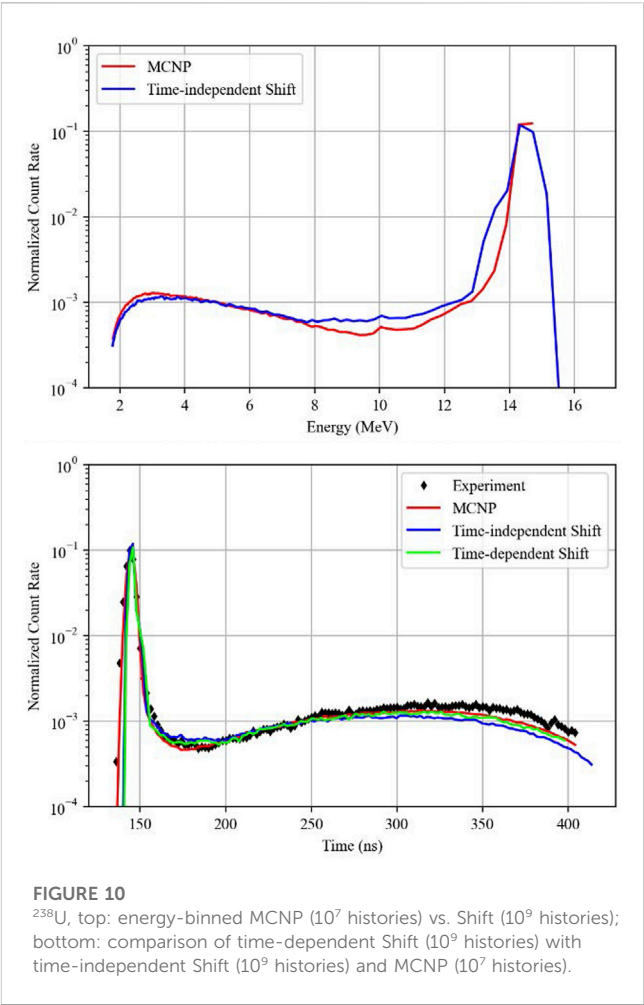 10⁰
10⁻¹
10⁻²
10⁻³
10⁻⁴
Normalized Count Rate
MCNP
Time-independent Shift
2 4 6 8 10 12 14 16
Energy (MeV)
10⁰
10⁻¹
10⁻²
10⁻³
10⁻⁴
Normalized Count Rate
Experiment
MCNP
Time-independent Shift
Time-dependent Shift
150 200 250 300 350 400
Time (ns)
FIGURE 10
²³⁸U, top: energy-binned MCNP (10⁷ histories) vs. Shift (10⁹ histories);
bottom: comparison of time-dependent Shift (10⁹ histories) with
time-independent Shift (10⁹ histories) and MCNP (10⁷ histories).